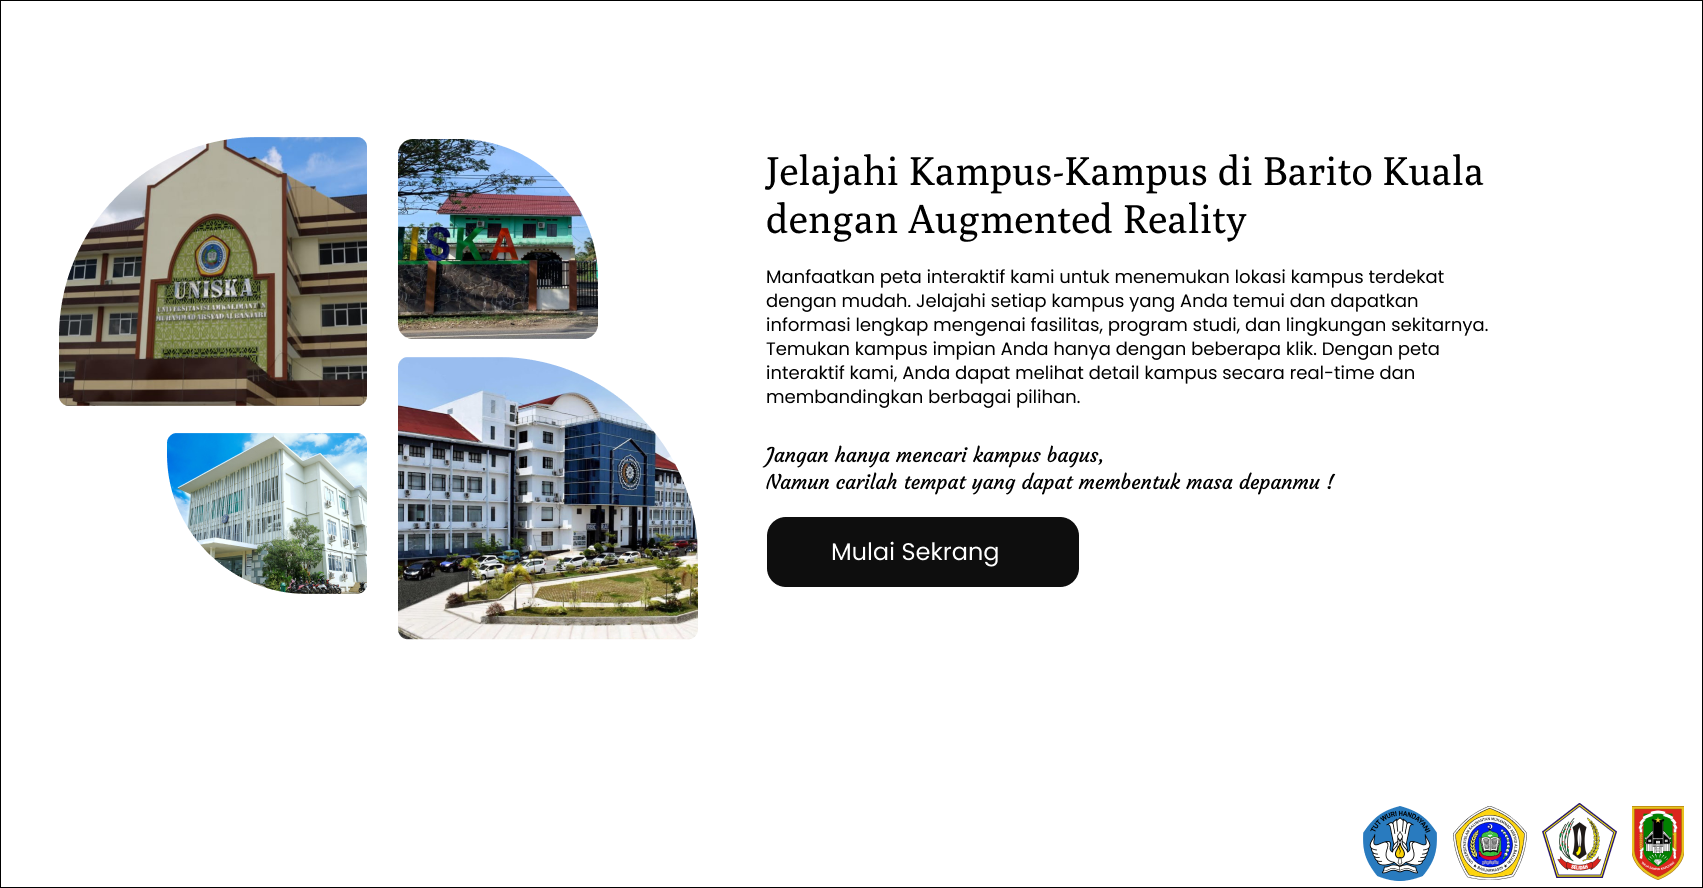 Jelajahi Kampus-Kampus di Barito Kuala
dengan Augmented Reality
Manfaatkan peta interaktif kami untuk menemukan lokasi kampus terdekat
dengan mudah. Jelajahi setiap kampus yang Anda temui dan dapatkan
informasi lengkap mengenai fasilitas, program studi, dan lingkungan sekitarnya.
Temukan kampus impian Anda hanya dengan beberapa klik. Dengan peta
interaktif kami, Anda dapat melihat detail kampus secara real-time dan
membandingkan berbagai pilihan.
Jangan hanya mencari kampus bagus,
Namun carilah tempat yang dapat membentuk masa depanmu !
Mulai Sekrang
UNISKA
SKA
TUT WURI HANDAYANI